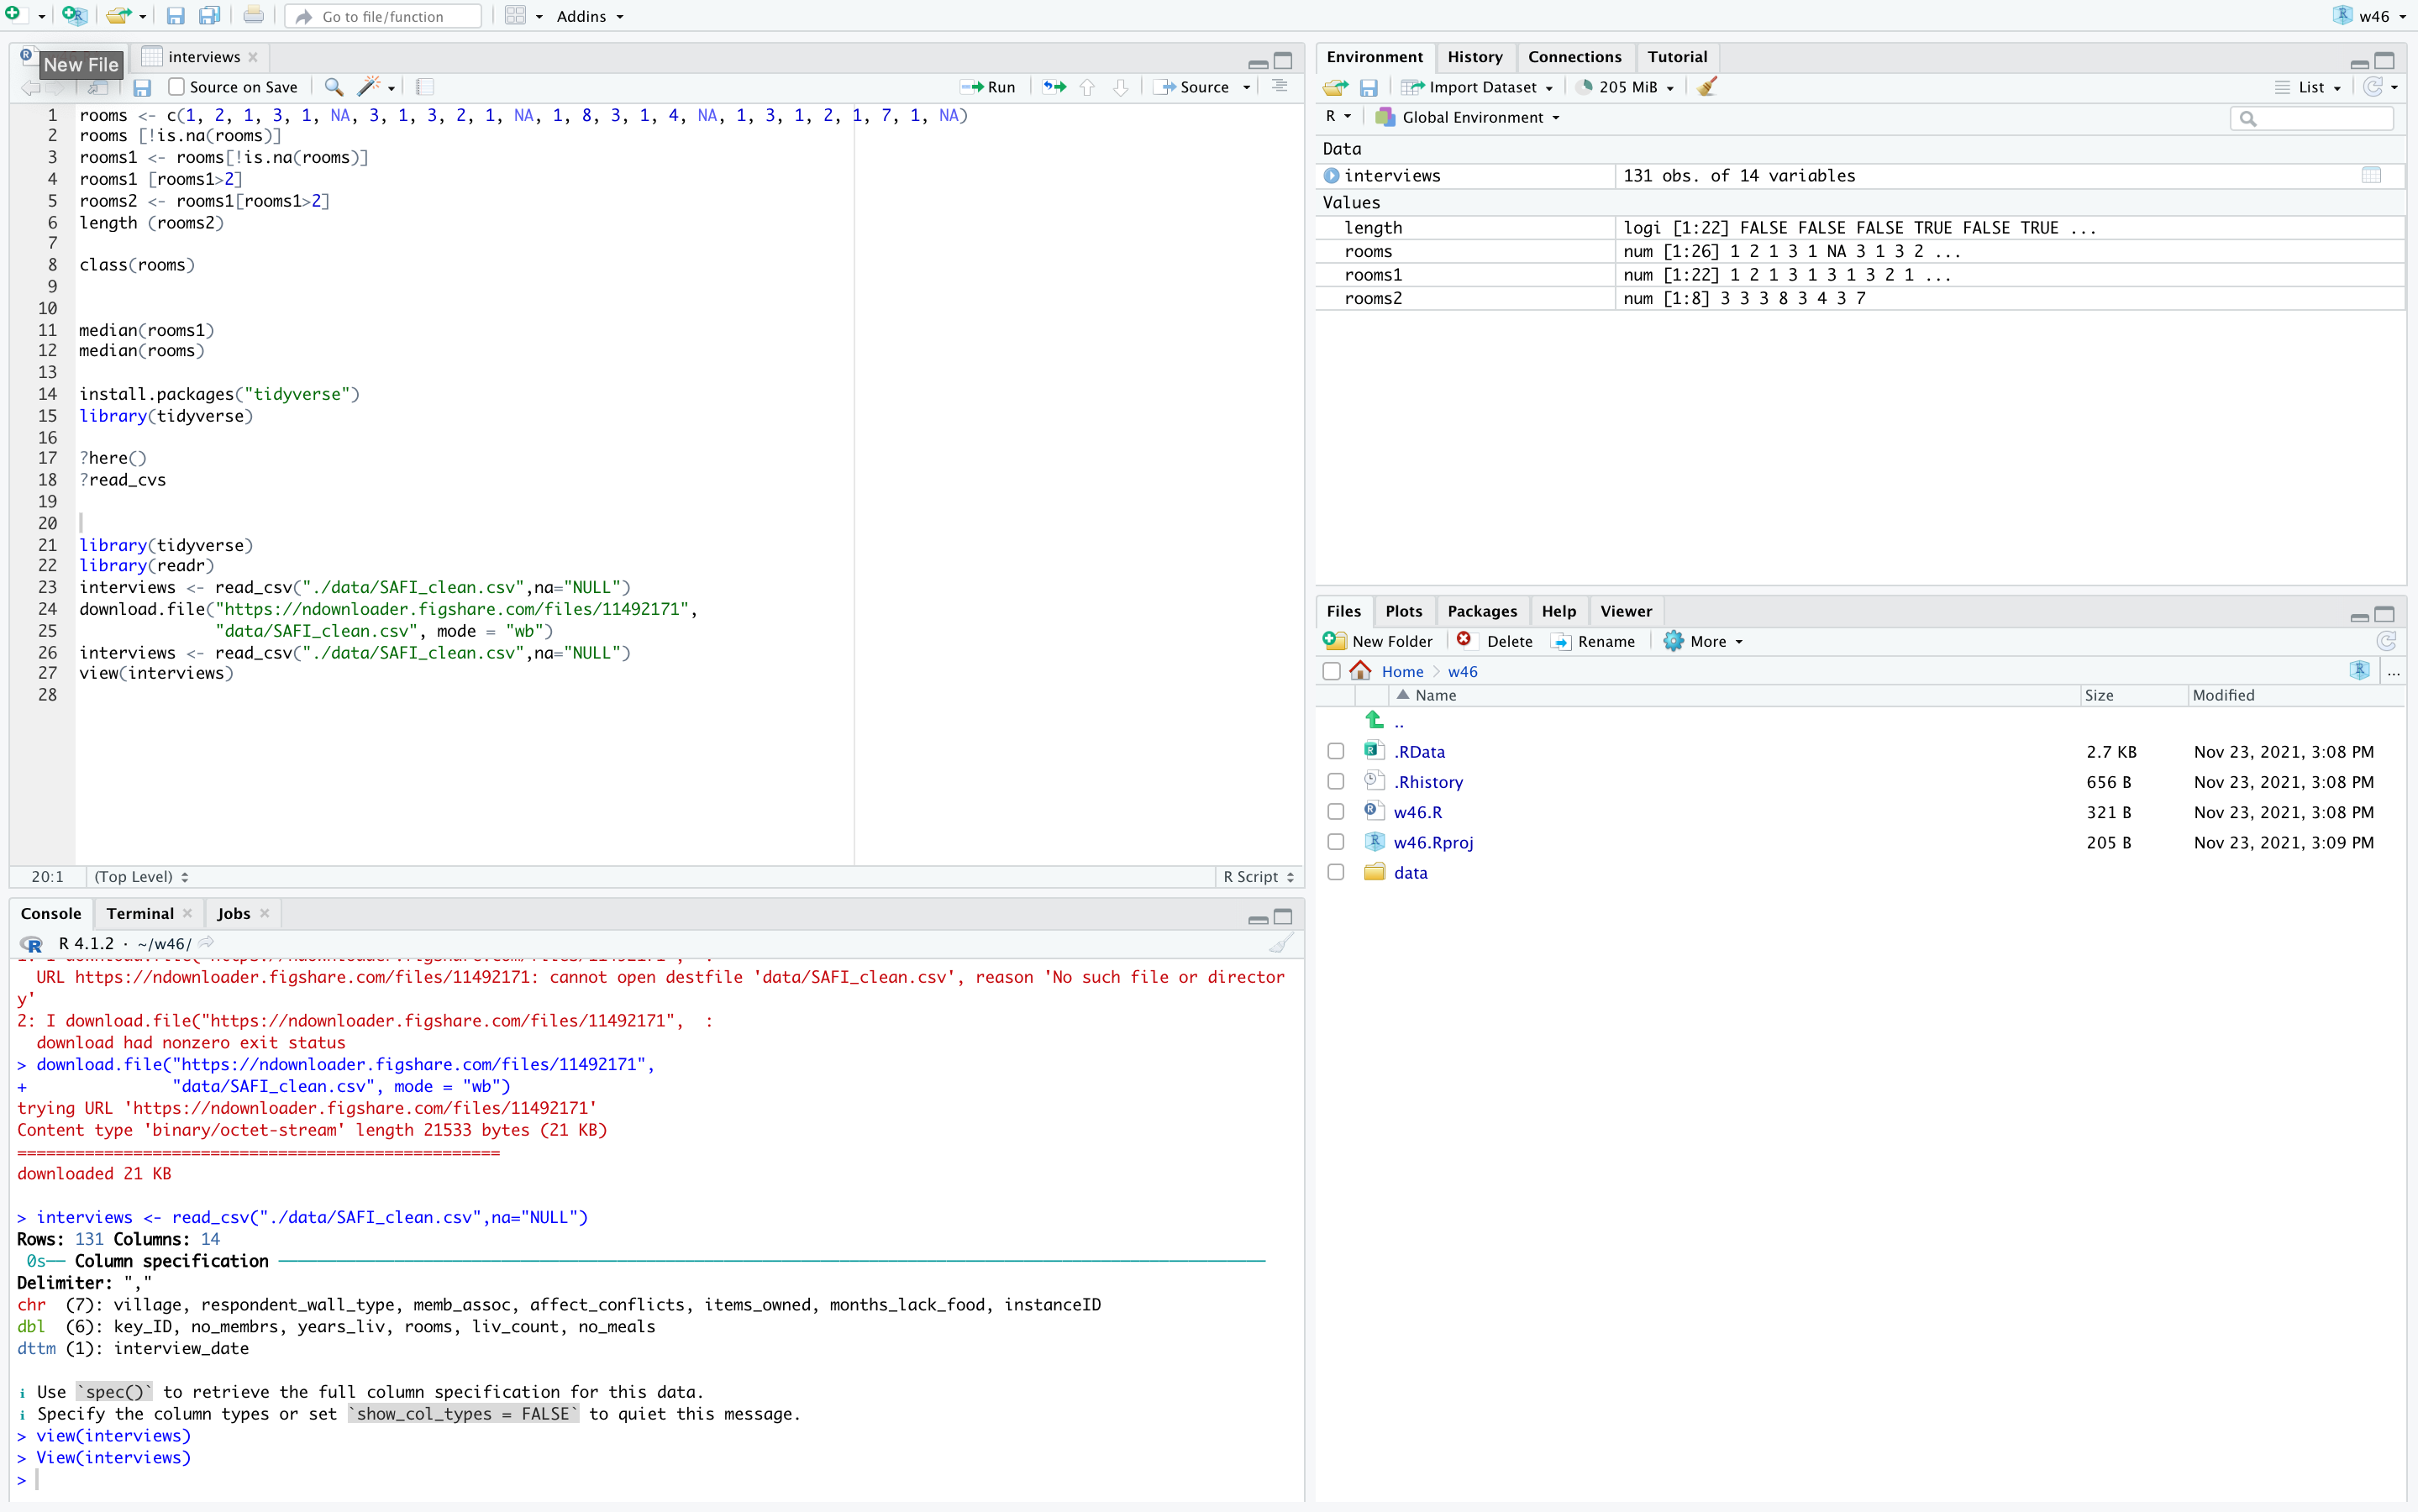 Go to file/function
Addins
w46
New File
interviews
Source on Save
Run
Source
1 rooms <- c(1, 2, 1, 3, 1, NA, 3, 1, 3, 2, 1, NA, 1, 8, 3, 1, 4, NA, 1, 3, 1, 2, 1, 7, 1, NA)
2 rooms [!is.na(rooms)]
3 rooms1 <- rooms[!is.na(rooms)]
4 rooms1 [rooms1>2]
5 rooms2 <- rooms1[rooms1>2]
6 length (rooms2)
7
8 class(rooms)
9
10
11 median(rooms1)
12 median(rooms)
13
14 install.packages("tidyverse")
15 library(tidyverse)
16
17 ?here()
18 ?read_cvs
19
20
21 library(tidyverse)
22 library(readr)
23 interviews <- read_csv("./data/SAFI_clean.csv",na="NULL")
24 download.file("https://ndownloader.figshare.com/files/11492171",
25 "data/SAFI_clean.csv", mode = "wb")
26 interviews <- read_csv("./data/SAFI_clean.csv",na="NULL")
27 view(interviews)
28
20:1 (Top Level) R Script
Console Terminal Jobs
R 4.1.2 · ~/w46/
URL https://ndownloader.figshare.com/files/11492171: cannot open destfile 'data/SAFI_clean.csv', reason 'No such file or director
y'
2: I download.file("https://ndownloader.figshare.com/files/11492171", :
download had nonzero exit status
> download.file("https://ndownloader.figshare.com/files/11492171",
+ "data/SAFI_clean.csv", mode = "wb")
trying URL 'https://ndownloader.figshare.com/files/11492171'
Content type 'binary/octet-stream' length 21533 bytes (21 KB)
==================================================
downloaded 21 KB
> interviews <- read_csv("./data/SAFI_clean.csv",na="NULL")
Rows: 131 Columns: 14
0s── Column specification ──────────
Delimiter: ","
chr (7): village, respondent_wall_type, memb_assoc, affect_conflicts, items_owned, months_lack_food, instanceID
dbl (6): key_ID, no_membrs, years_liv, rooms, liv_count, no_meals
dttm (1): interview_date
i Use `spec()` to retrieve the full column specification for this data.
i Specify the column types or set `show_col_types = FALSE` to quiet this message.
> view(interviews)
> View(interviews)
>
Environment History Connections Tutorial
Import Dataset 205 MiB List
R Global Environment
Data
interviews 131 obs. of 14 variables
Values
length logi [1:22] FALSE FALSE FALSE TRUE FALSE TRUE ...
rooms num [1:26] 1 2 1 3 1 NA 3 1 3 2 ...
rooms1 num [1:22] 1 2 1 3 1 3 1 3 2 1 ...
rooms2 num [1:8] 3 3 3 8 3 4 3 7
Files Plots Packages Help Viewer
New Folder Delete Rename More
Home > w46 ...
Name Size Modified
..
.RData 2.7 KB Nov 23, 2021, 3:08 PM
.Rhistory 656 B Nov 23, 2021, 3:08 PM
w46.R 321 B Nov 23, 2021, 3:08 PM
w46.Rproj 205 B Nov 23, 2021, 3:09 PM
data